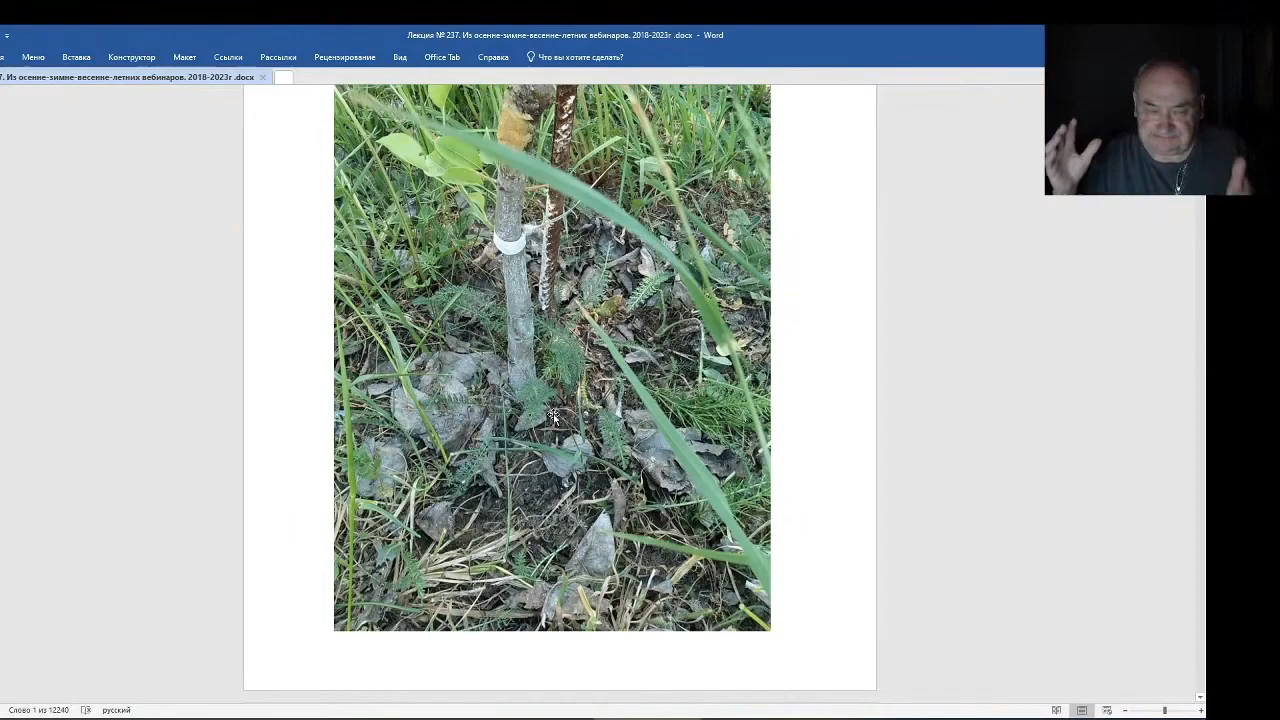 Лекция № 237. Из осенне-зимне-весенне-летних вебинаров. 2018-2023г .docx - Word
я Меню Вставка Конструктор Макет Ссылки Рассылки Рецензирование Вид Office Tab Справка Что вы хотите сделать?
7. Из осенне-зимне-весенне-летних вебинаров. 2018-2023г .docx
Слово 1 из 12240 русский